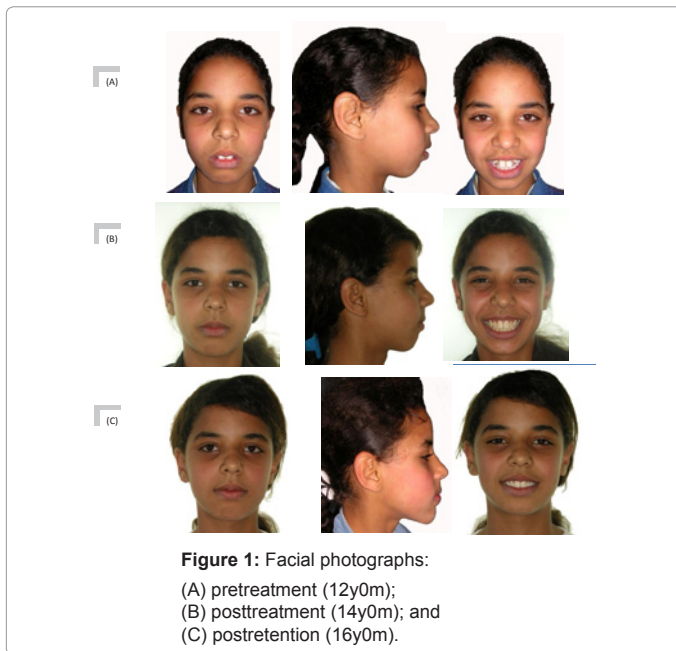 (A)
(B)
(C)
Figure 1: Facial photographs:
(A) pretreatment (12y0m);
(B) posttreatment (14y0m); and
(C) postretention (16y0m).